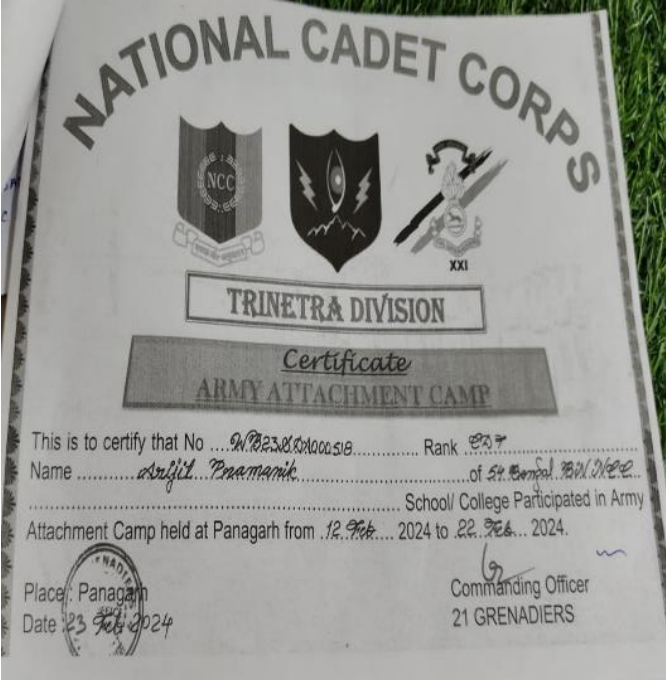 NATIONAL CADET CORPS
NCC
XXI
TRINETRA DIVISION
Certificate
ARMY ATTACHMENT CAMP
This is to certify that No ....WB23SDA000518............... Rank CDT
Name ..........Arijit Pramanik.......................................of 54 Bengal BN NCC
........................................................................ School/ College Participated in Army
Attachment Camp held at Panagarh from .12 Feb.... 2024 to .22 Feb... 2024.
Place : Panagarh
Commanding Officer
Date : 23 Feb 2024
21 GRENADIERS